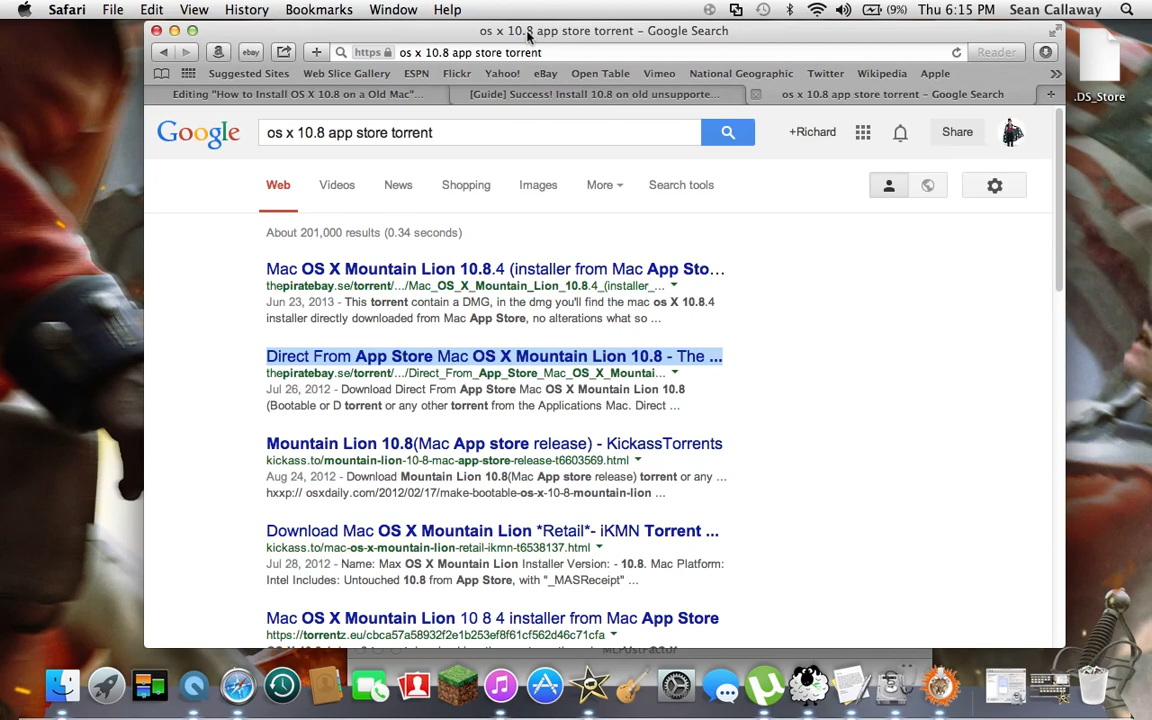 Safari File Edit View History Bookmarks Window Help (9%) Thu 6:15 PM Sean Callaway
os x 10.8 app store torrent – Google Search
ebay https os x 10.8 app store torrent Reader
Suggested Sites Web Slice Gallery ESPN Flickr Yahoo! eBay Open Table Vimeo National Geographic Twitter Wikipedia Apple
Editing "How to Install OS X 10.8 on a Old Mac"... [Guide] Success! Install 10.8 on old unsupporte... os x 10.8 app store torrent – Google Search
.DS_Store
Google os x 10.8 app store torrent +Richard Share
Web Videos News Shopping Images More Search tools
About 201,000 results (0.34 seconds)
Mac OS X Mountain Lion 10.8.4 (installer from Mac App Sto...
thepiratebay.se/torrent/.../Mac_OS_X_Mountain_Lion_10.8.4_(installer_...
Jun 23, 2013 - This torrent contain a DMG, in the dmg you'll find the mac os X 10.8.4
installer directly downloaded from Mac App Store, no alterations what so ...
Direct From App Store Mac OS X Mountain Lion 10.8 - The ...
thepiratebay.se/torrent/.../Direct_From_App_Store_Mac_OS_X_Mountai...
Jul 26, 2012 - Download Direct From App Store Mac OS X Mountain Lion 10.8
(Bootable or D torrent or any other torrent from the Applications Mac. Direct ...
Mountain Lion 10.8(Mac App store release) - KickassTorrents
kickass.to/mountain-lion-10-8-mac-app-store-release-t6603569.html
Aug 24, 2012 - Download Mountain Lion 10.8(Mac App store release) torrent or any ...
hxxp:// osxdaily.com/2012/02/17/make-bootable-os-x-10-8-mountain-lion ...
Download Mac OS X Mountain Lion *Retail*- iKMN Torrent ...
kickass.to/mac-os-x-mountain-lion-retail-ikmn-t6538137.html
Jul 28, 2012 - Name: Max OS X Mountain Lion Installer Version: - 10.8. Mac Platform:
Intel Includes: Untouched 10.8 from App Store, with "_MASReceipt" ...
Mac OS X Mountain Lion 10 8 4 installer from Mac App Store
https://torrentz.eu/cbca57a58932f2e1b253ef8f61cf562d46c71cfa